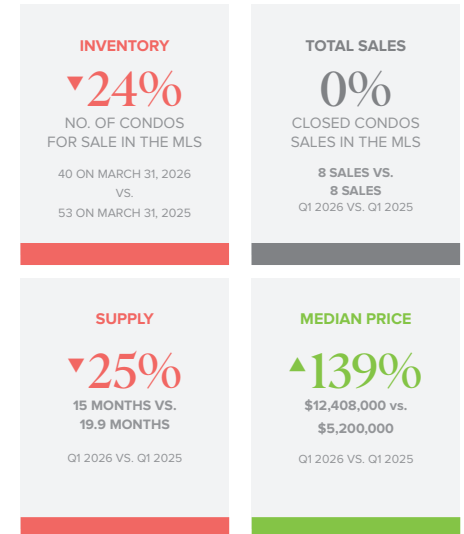 INVENTORY
▼24%
NO. OF CONDOS
FOR SALE IN THE MLS
40 ON MARCH 31, 2026
VS.
53 ON MARCH 31, 2025
TOTAL SALES
0%
CLOSED CONDOS
SALES IN THE MLS
8 SALES VS.
8 SALES
Q1 2026 VS. Q1 2025
SUPPLY
▼25%
15 MONTHS VS.
19.9 MONTHS
Q1 2026 VS. Q1 2025
MEDIAN PRICE
▲139%
$12,408,000 vs.
$5,200,000
Q1 2026 VS. Q1 2025